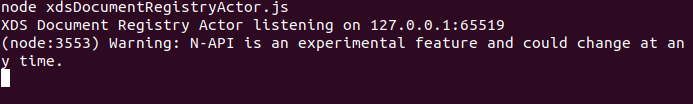 node xdsDocumentRegistryActor.js
XDS Document Registry Actor listening on 127.0.0.1:65519
(node:3553) Warning: N-API is an experimental feature and could change at an
y time.